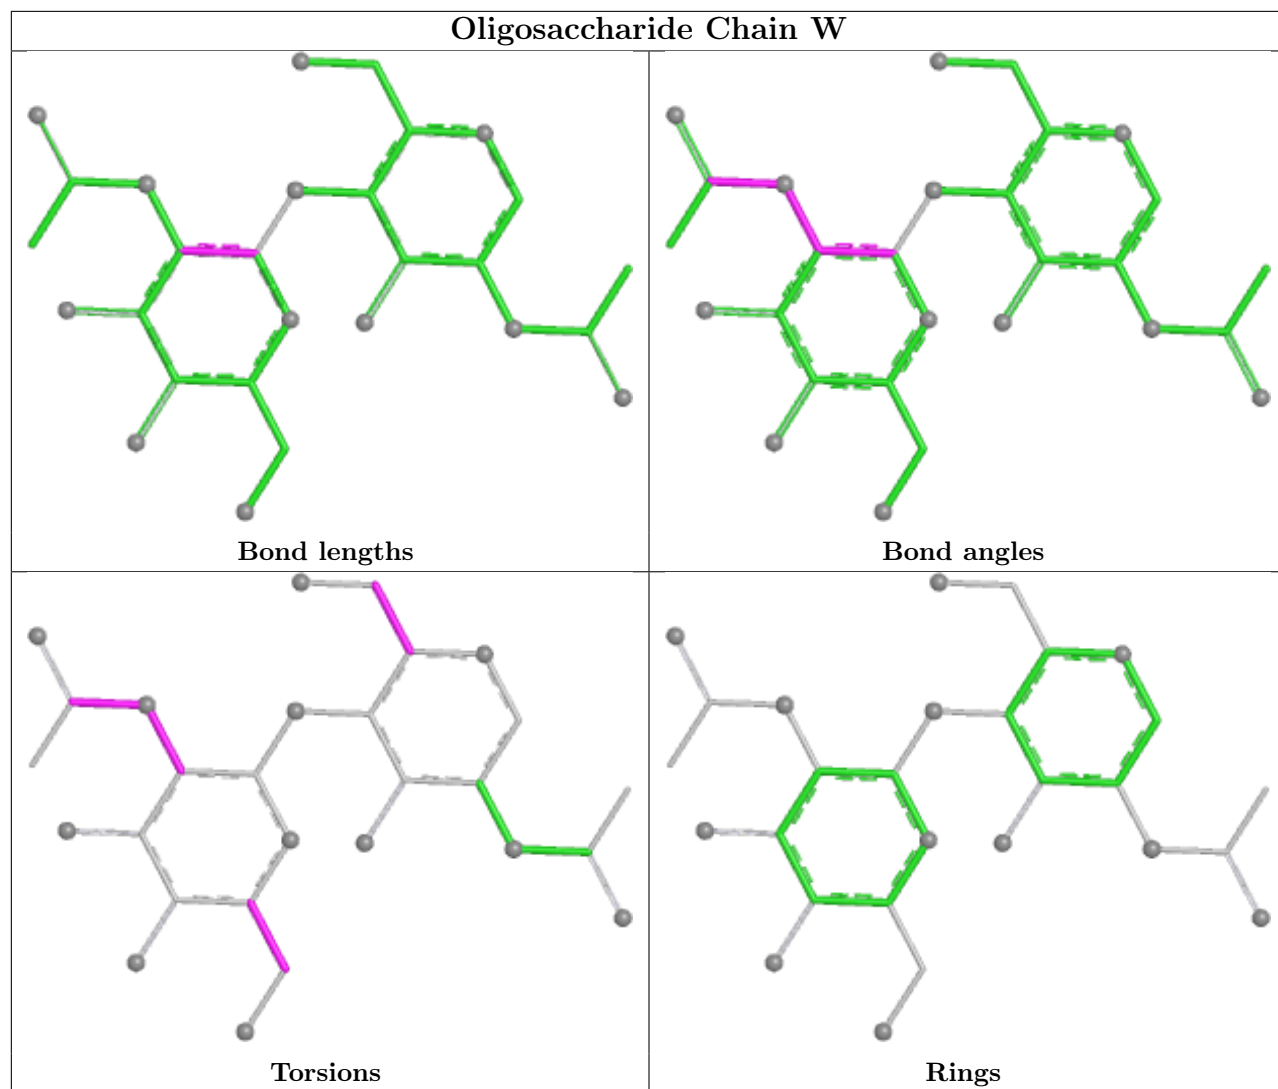 Oligosaccharide Chain W
Bond lengths
Bond angles
Torsions
Rings